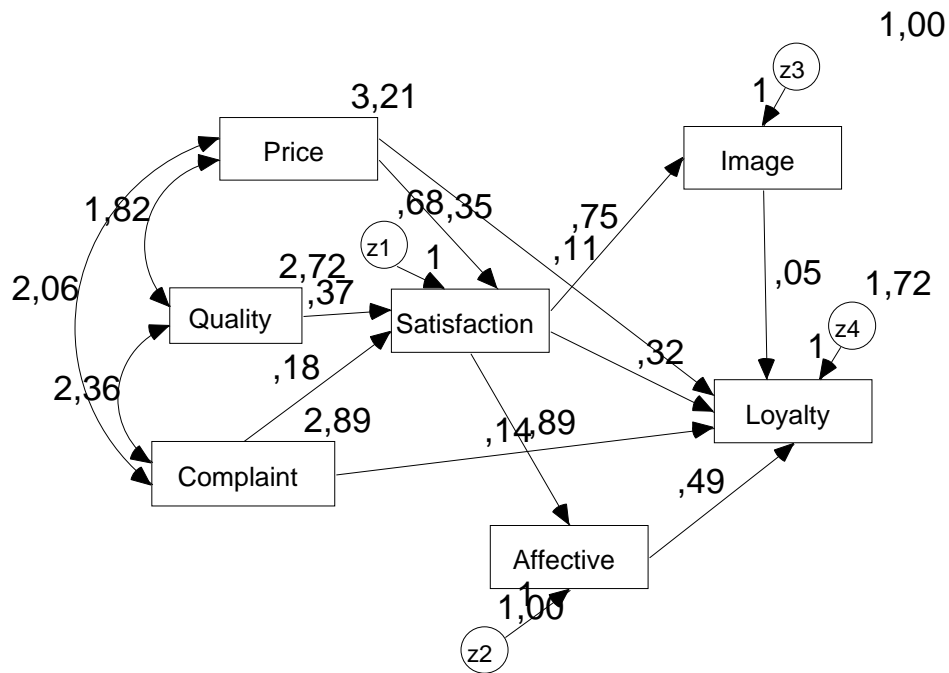 1,00
z3
1
3,21
Price
Image
,68
,35
,75
1,82
z1
1
,11
2,72
2,06
,37
,05
1,72
Quality
Satisfaction
z4
,32
1
,18
2,36
2,89
,14
,89
Loyalty
Complaint
,49
Affective
1
1,00
z2